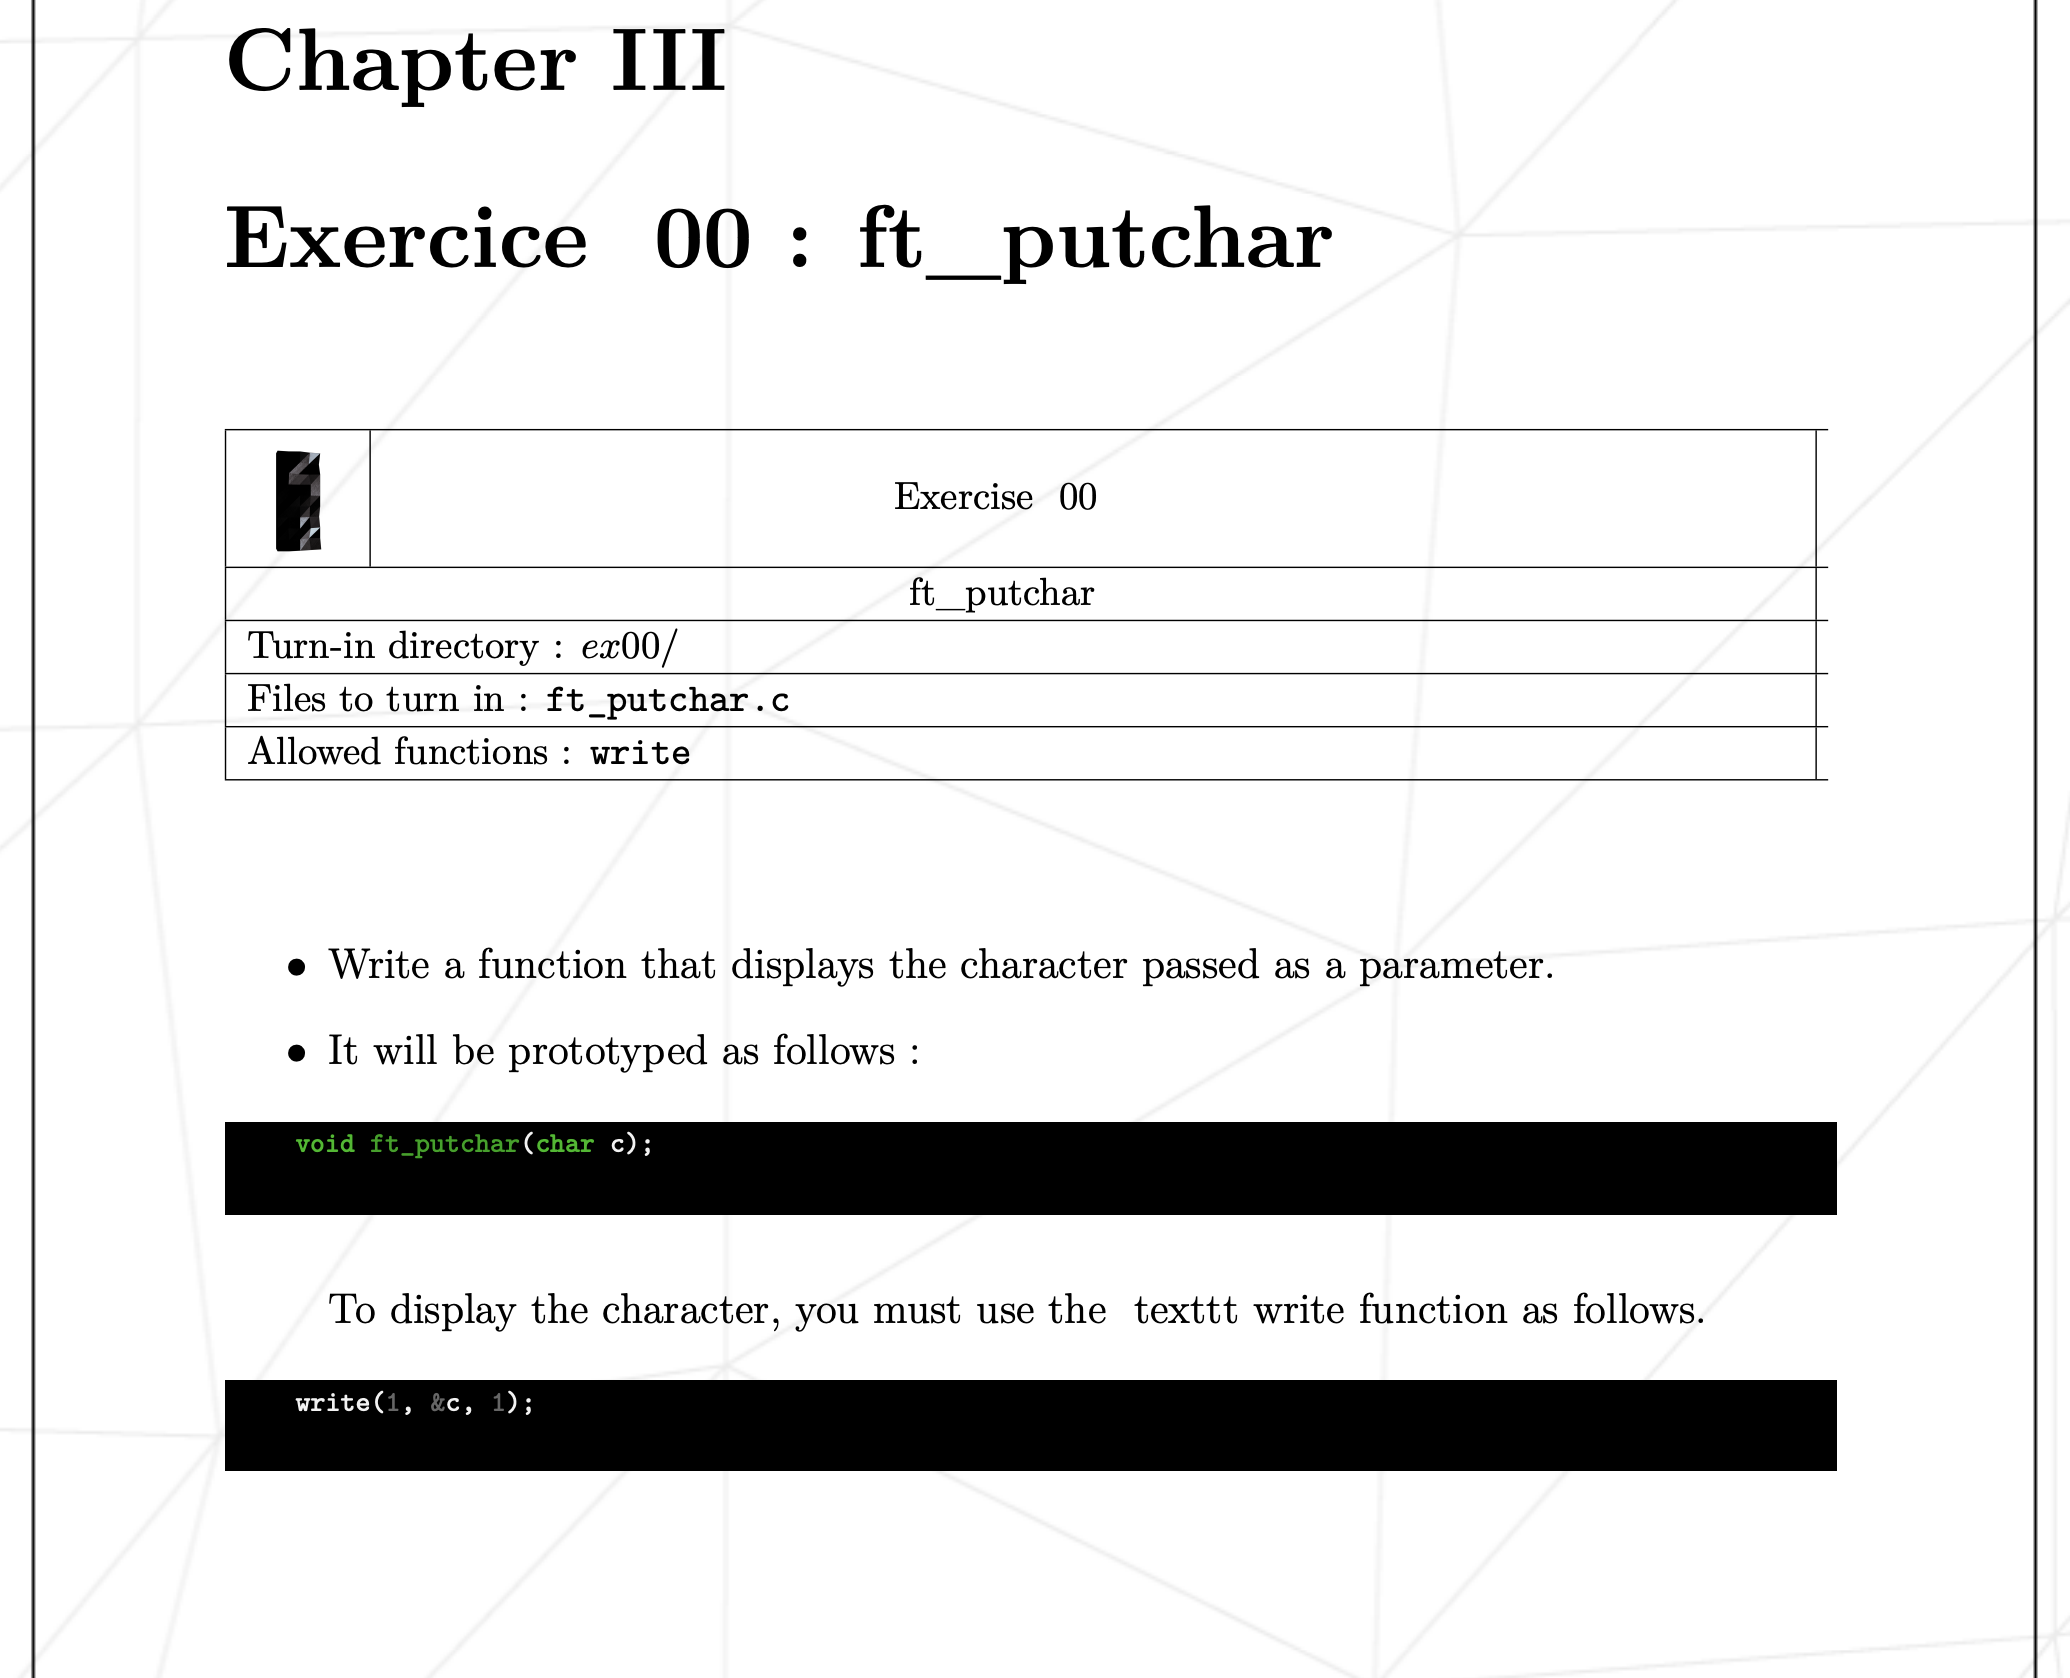 Chapter III
Exercice 00 : ft_putchar
Exercise 00
ft_putchar
Turn-in directory : ex00/
Files to turn in : ft_putchar.c
Allowed functions : write
• Write a function that displays the character passed as a parameter.
• It will be prototyped as follows :
void ft_putchar(char c);
To display the character, you must use the texttt write function as follows.
write(1, &c, 1);